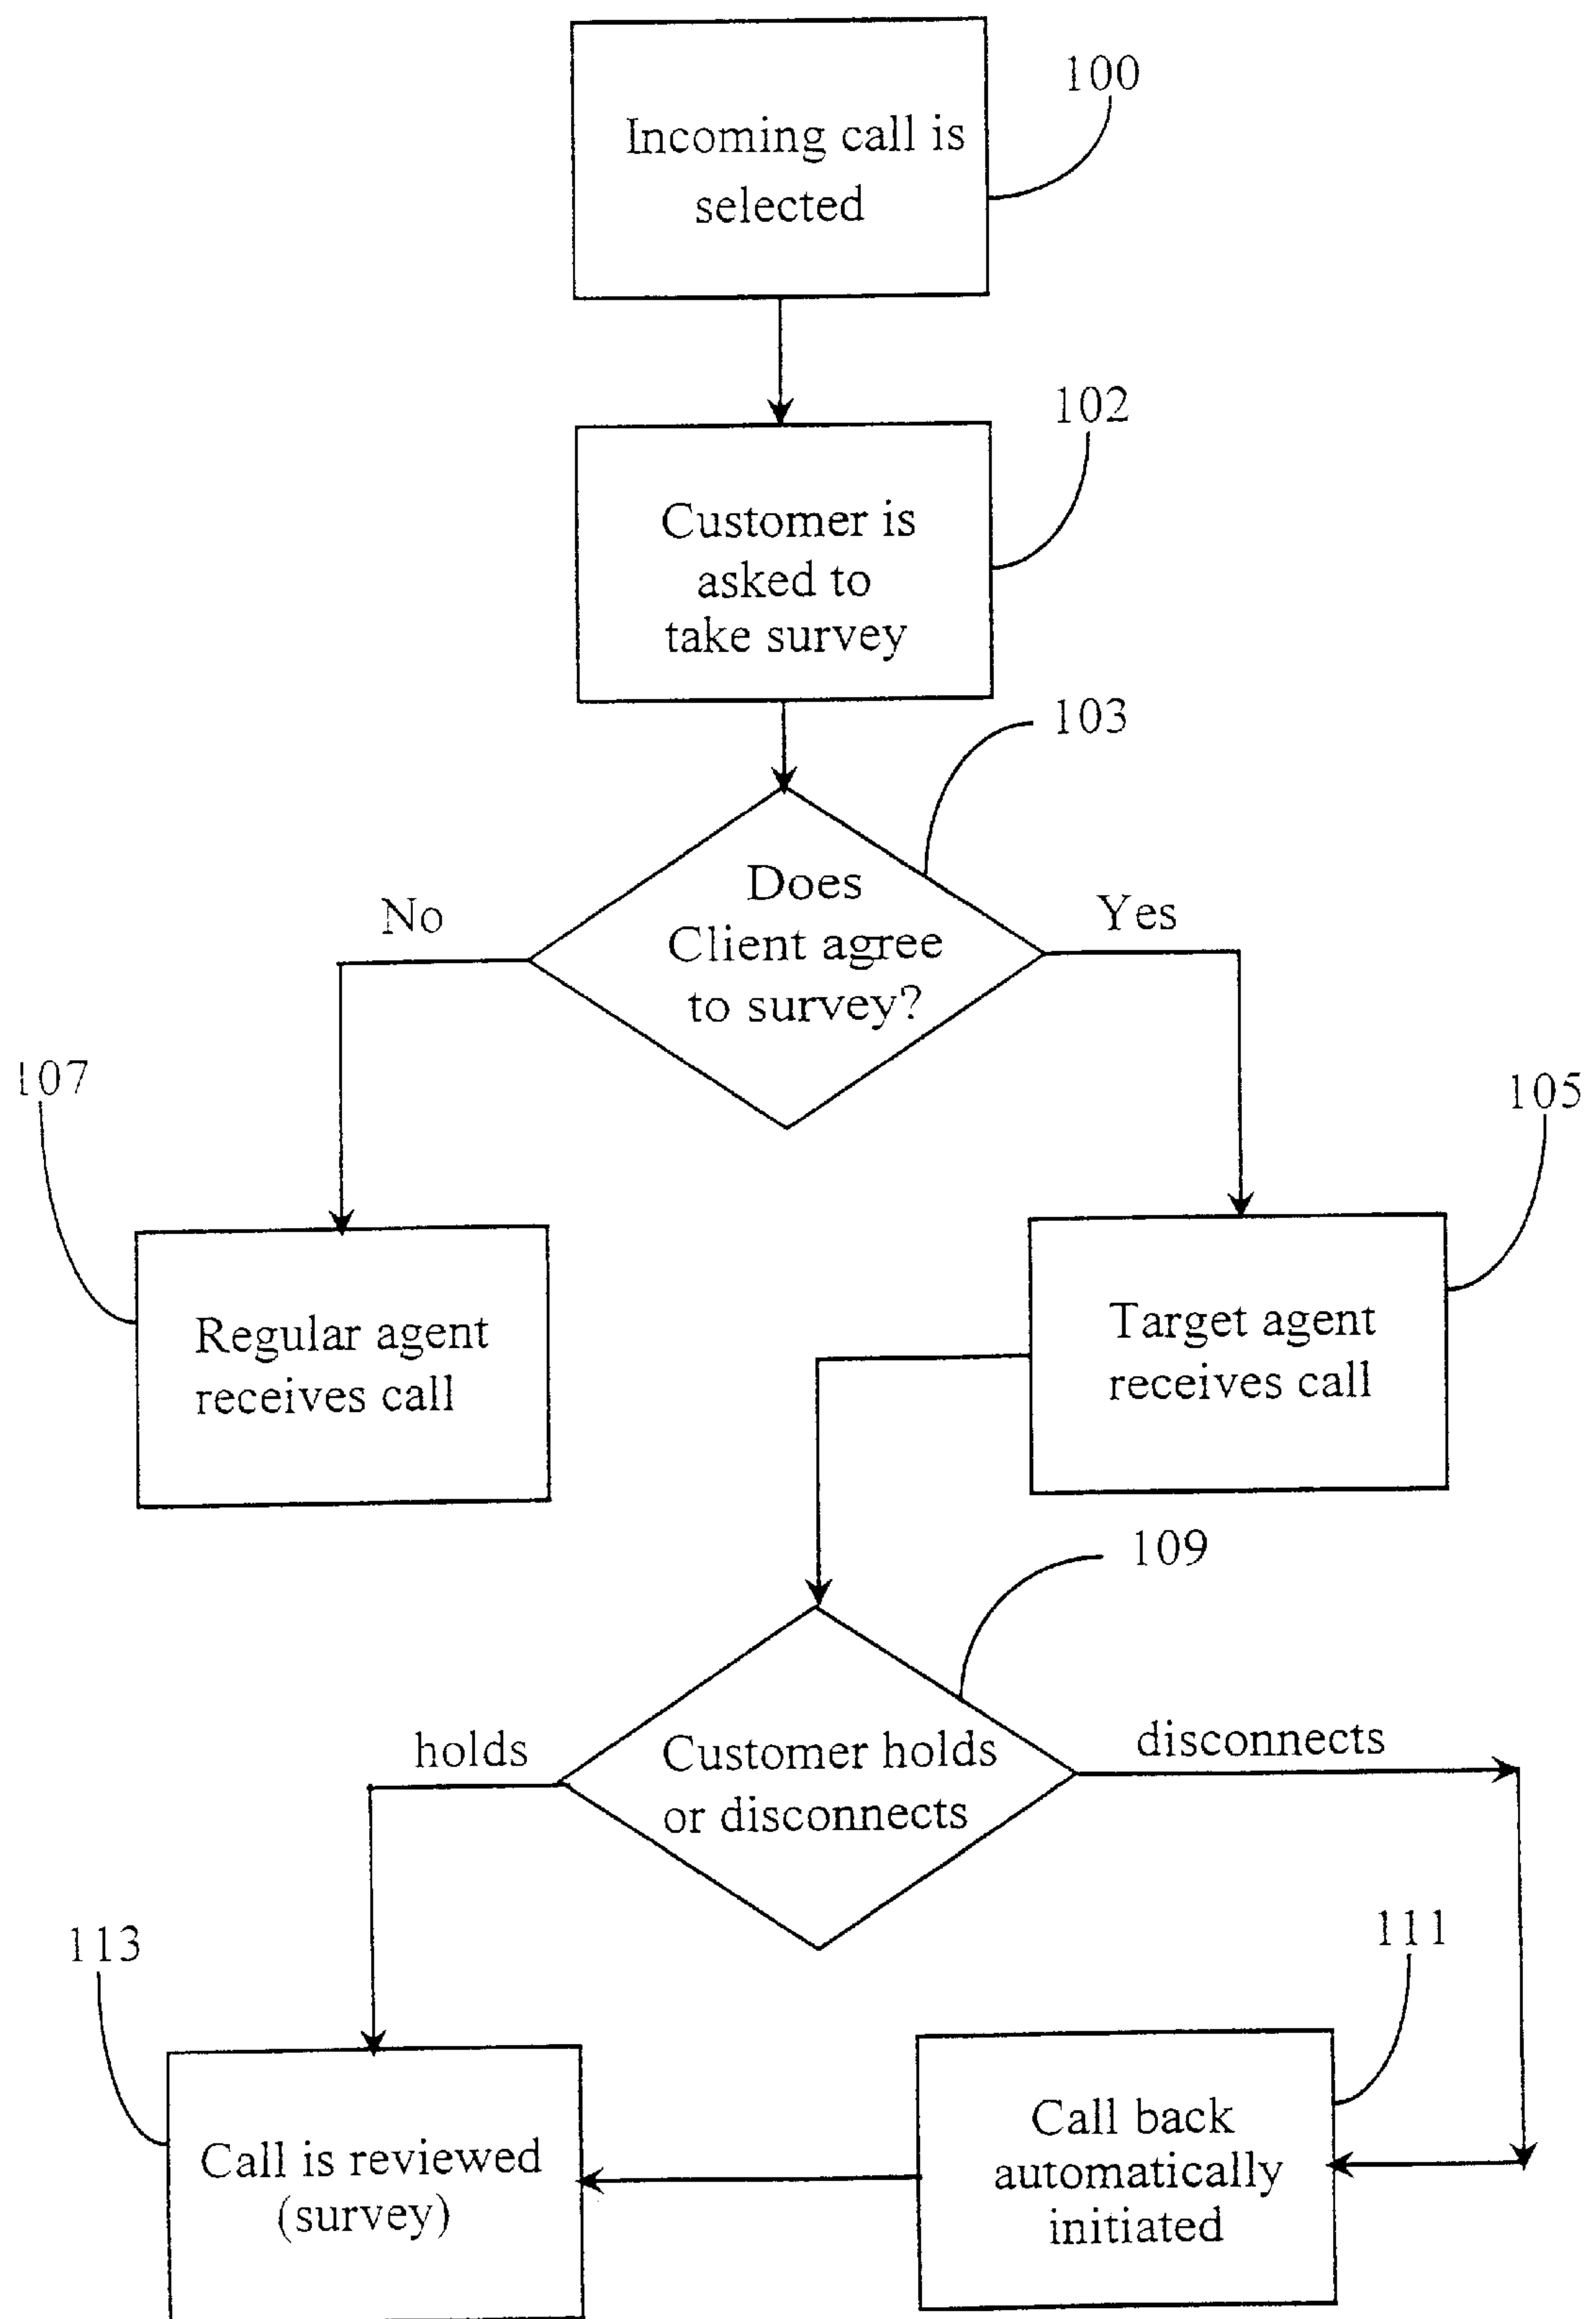 100
Incoming call is
selected
102
Customer is
asked to
take survey
103
Does
Client agree
to survey?
No
Yes
107
105
Regular agent
receives call
Target agent
receives call
109
Customer holds
or disconnects
holds
disconnects
113
111
Call is reviewed
(survey)
Call back
automatically
initiated